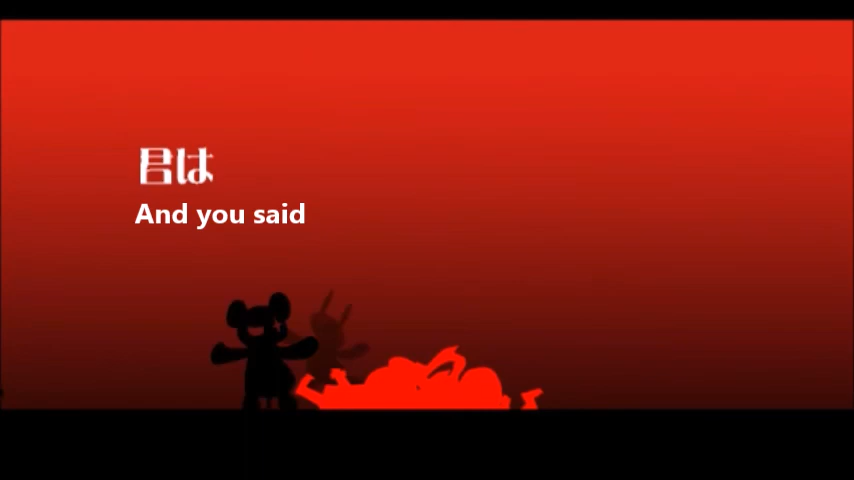 君は
And you said